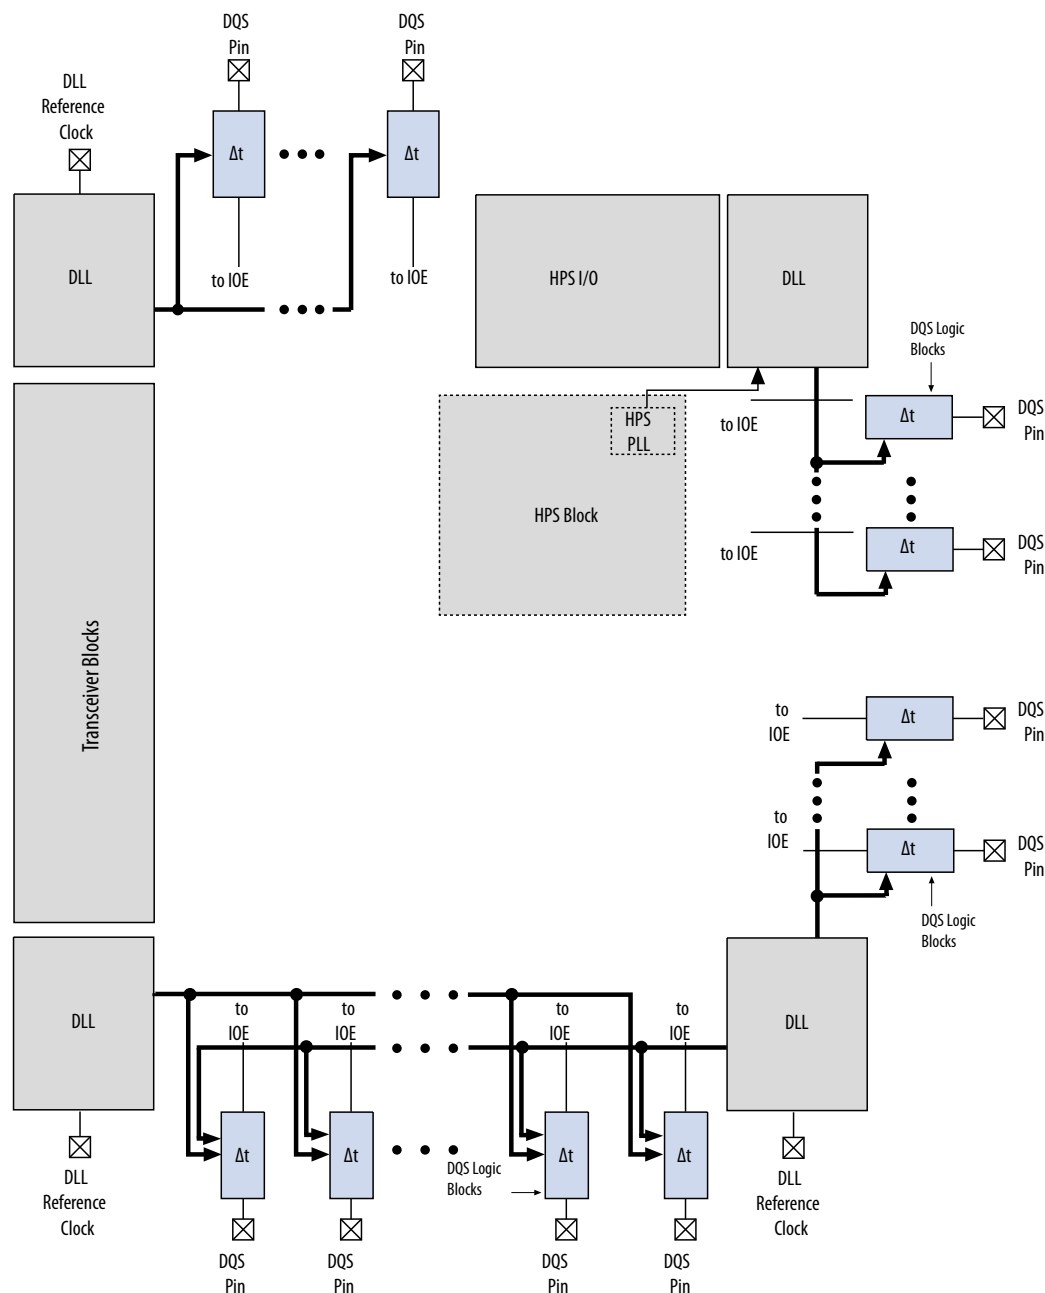 DQS
Pin
DQS
Pin
DLL
Reference
Clock
Δt
Δt
to IOE
to IOE
DLL
HPS I/O
DLL
DQS Logic
Blocks
HPS
PLL
to IOE
Δt
DQS
Pin
HPS Block
to IOE
Δt
DQS
Pin
Transceiver Blocks
to
IOE
Δt
DQS
Pin
to
IOE
Δt
DQS
Pin
DQS Logic
Blocks
DLL
to
IOE
to
IOE
to
IOE
to
IOE
DLL
Δt
Δt
Δt
Δt
DQS Logic
Blocks
DLL
Reference
Clock
DLL
Reference
Clock
DQS
Pin
DQS
Pin
DQS
Pin
DQS
Pin